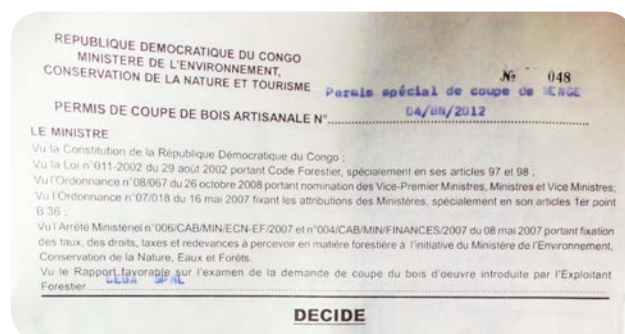 REPUBLIQUE DEMOCRATIQUE DU CONGO
MINISTERE DE L'ENVIRONNEMENT,
CONSERVATION DE LA NATURE ET TOURISME
№ 048
Permis spécial de coupe de WENGE
PERMIS DE COUPE DE BOIS ARTISANALE N°........04/BN/2012........
LE MINISTRE
Vu la Constitution de la République Démocratique du Congo ;
Vu la Loi n°011-2002 du 29 août 2002 portant Code Forestier, spécialement en ses articles 97 et 98 ;
Vu l'Ordonnance n°08/067 du 26 octobre 2008 portant nomination des Vice-Premier Ministres, Ministres et Vice Ministres;
Vu l'Ordonnance n°07/018 du 16 mai 2007 fixant les attributions des Ministères, spécialement en son articles 1er point
B.36 ;
Vu l'Arrêté Ministériel n°006/CAB/MIN/ECN-EF/2007 et n°004/CAB/MIN/FINANCES/2007 du 08 mai 2007 portant fixation
des taux, des droits, taxes et redevances à percevoir en matière forestière à l'initiative du Ministère de l'Environnement,
Conservation de la Nature, Eaux et Forêts.
Vu le Rapport favorable sur l'examen de la demande de coupe du bois d'oeuvre introduite par l'Exploitant
Forestier
DECIDE